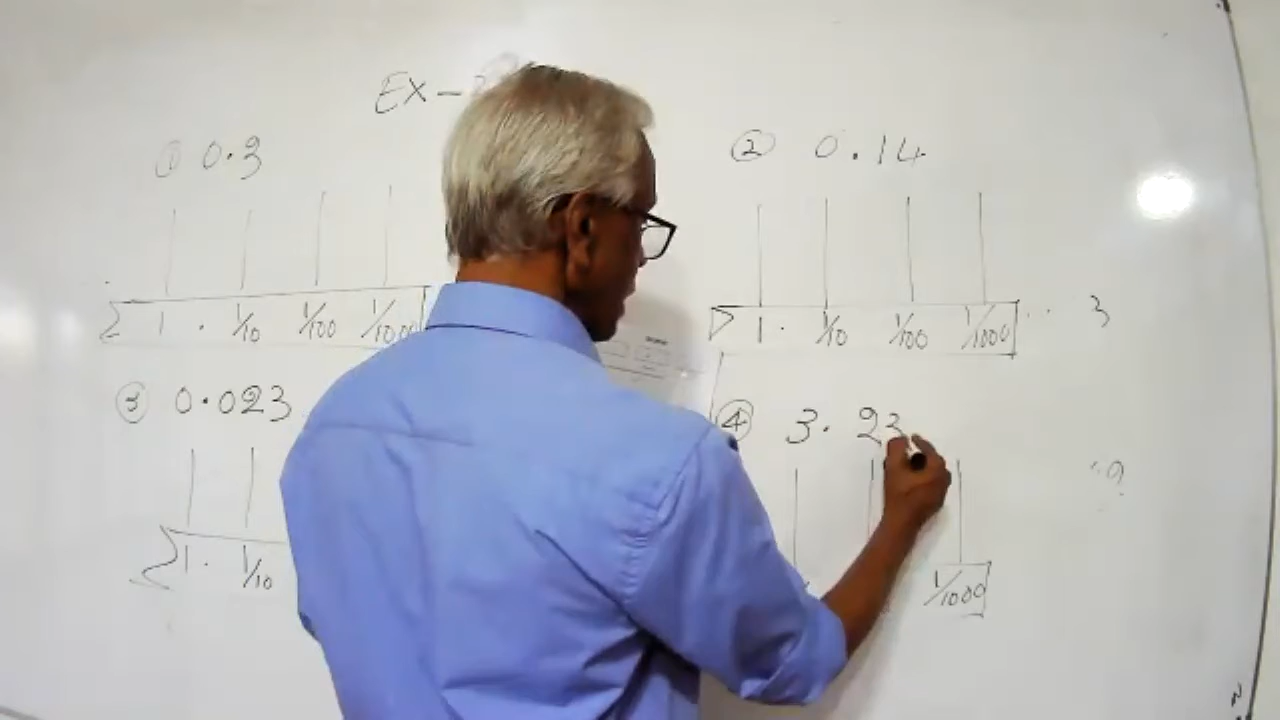 EX -
① 0.3
1 . 1/10 1/100 1/1000
② 0.14
1 . 1/10 1/100 1/1000 .. 3
③ 0.023
1 . 1/10
④ 3.23
1/1000